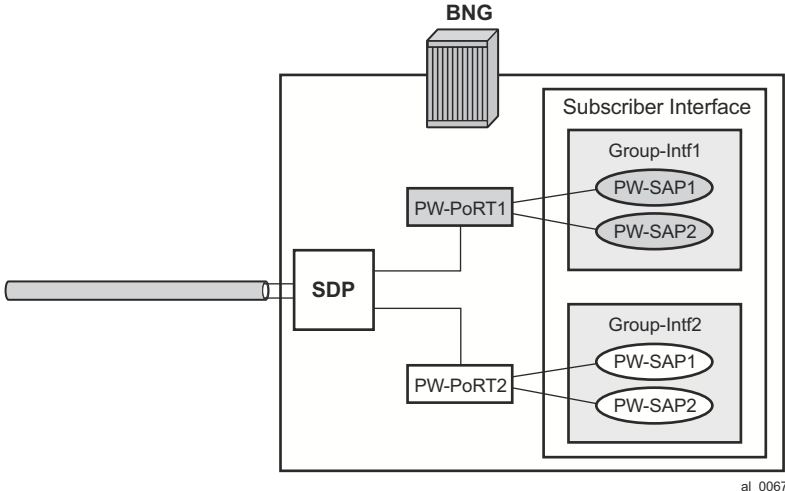 BNG
Subscriber Interface
Group-Intf1
PW-SAP1
PW-PoRT1
PW-SAP2
SDP
Group-Intf2
PW-SAP1
PW-PoRT2
PW-SAP2
al_0067